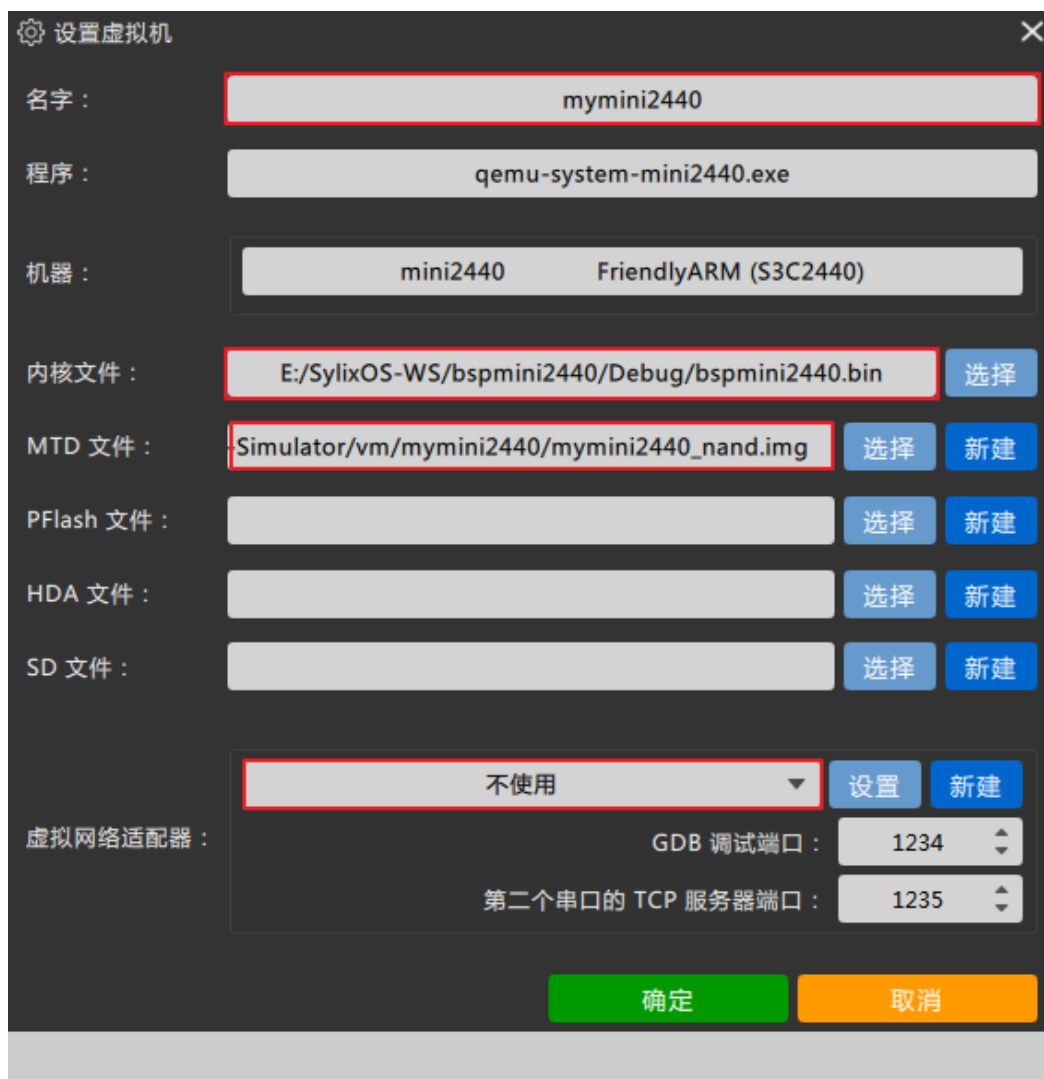 设置虚拟机
名字： mymini2440
程序： qemu-system-mini2440.exe
机器： mini2440 FriendlyARM (S3C2440)
内核文件： E:/SylixOS-WS/bspmini2440/Debug/bspmini2440.bin 选择
MTD 文件： -Simulator/vm/mymini2440/mymini2440_nand.img 选择 新建
PFlash 文件： 选择 新建
HDA 文件： 选择 新建
SD 文件： 选择 新建
不使用 设置 新建
虚拟网络适配器： GDB 调试端口： 1234
第二个串口的 TCP 服务器端口： 1235
确定 取消